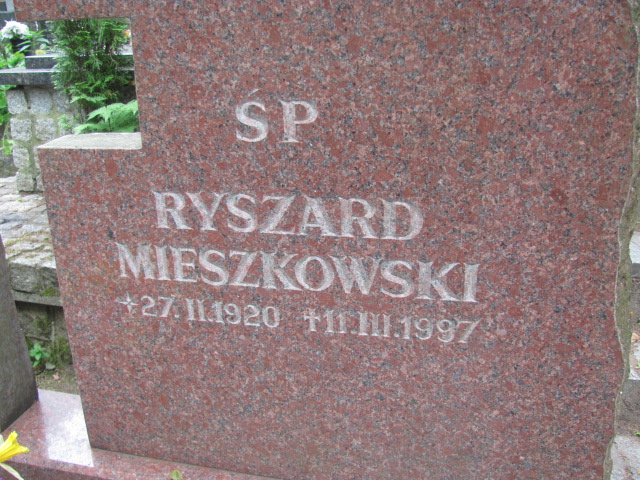 ŚP
RYSZARD
MIESZKOWSKI
*27.II.1920 †11.III.1997